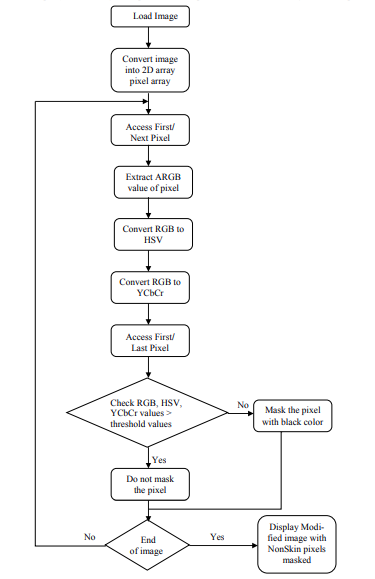 Load Image
Convert image
into 2D array
pixel array
Access First/
Next Pixel
Extract ARGB
value of pixel
Convert RGB to
HSV
Convert RGB to
YCbCr
Access First/
Last Pixel
Check RGB, HSV,
YCbCr values >
threshold values
No
Mask the pixel
with black color
Yes
Do not mask
the pixel
No
End
of image
Yes
Display Modi-
fied image with
NonSkin pixels
masked